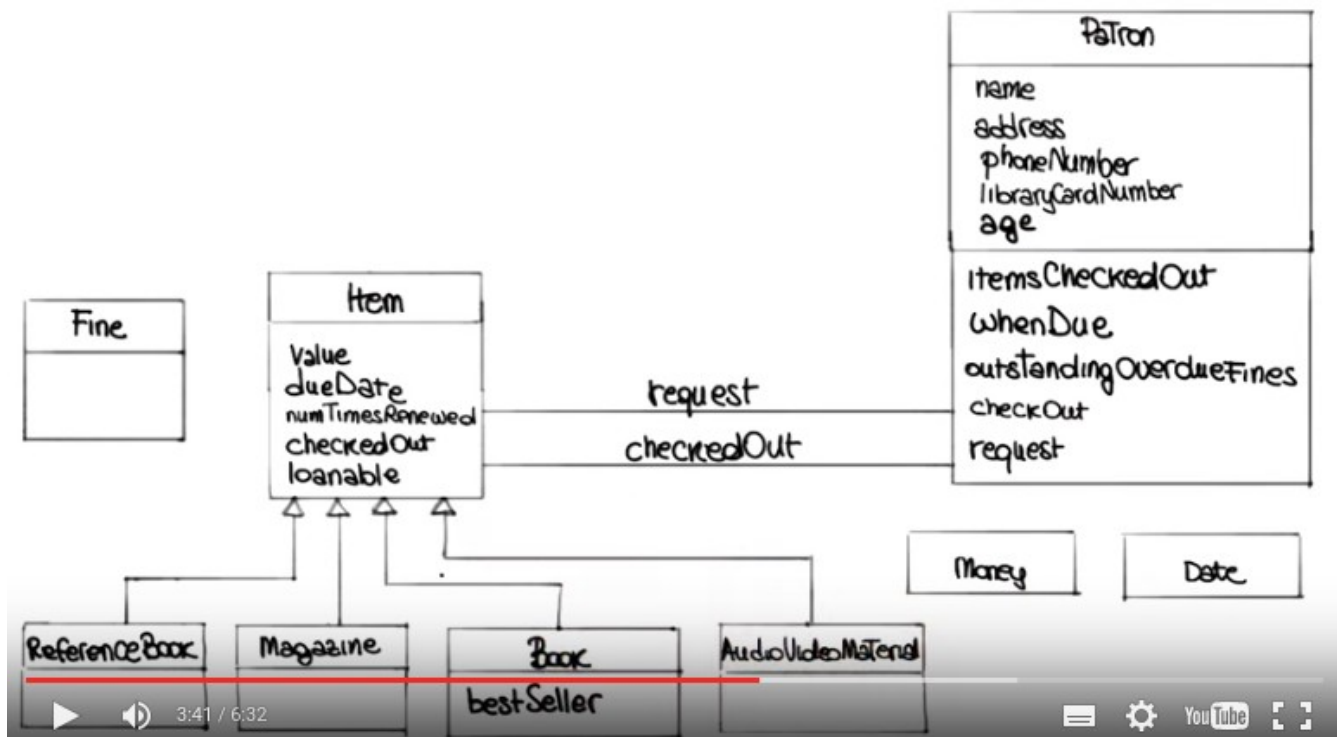 Patron
name
address
phoneNumber
libraryCardNumber
age
itemsCheckedOut
whenDue
outstandingOverdueFines
checkOut
request
Fine
Item
value
dueDate
numTimesRenewed
checkedOut
loanable
request
checkedOut
Money
Date
ReferenceBook
Magazine
Book
bestSeller
AudioVideoMaterial
3:41 / 6:32
YouTube